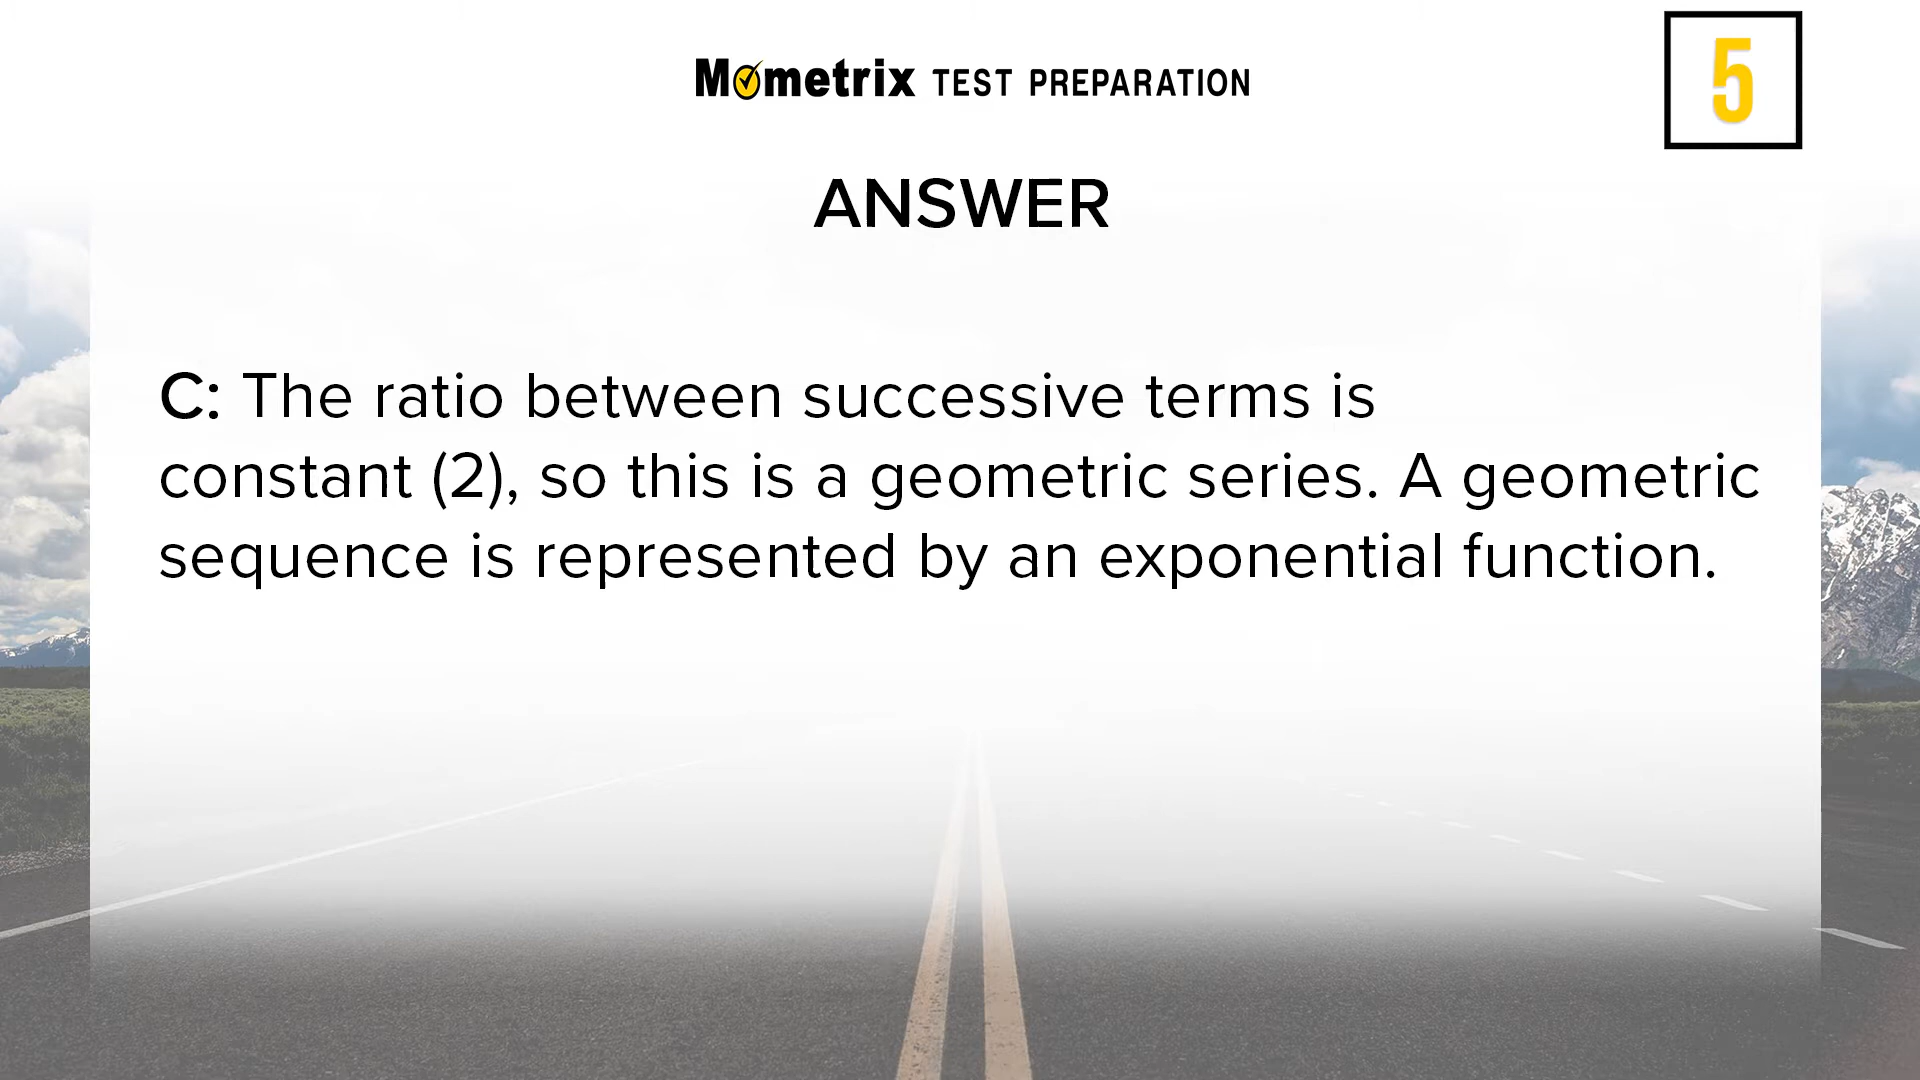 Mometrix TEST PREPARATION
5
ANSWER
C: The ratio between successive terms is
constant (2), so this is a geometric series. A geometric
sequence is represented by an exponential function.